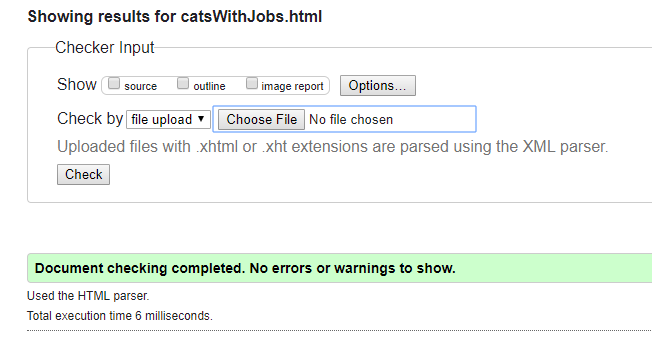 Showing results for catsWithJobs.html
Checker Input
Show source outline image report Options...
Check by file upload Choose File No file chosen
Uploaded files with .xhtml or .xht extensions are parsed using the XML parser.
Check
Document checking completed. No errors or warnings to show.
Used the HTML parser.
Total execution time 6 milliseconds.